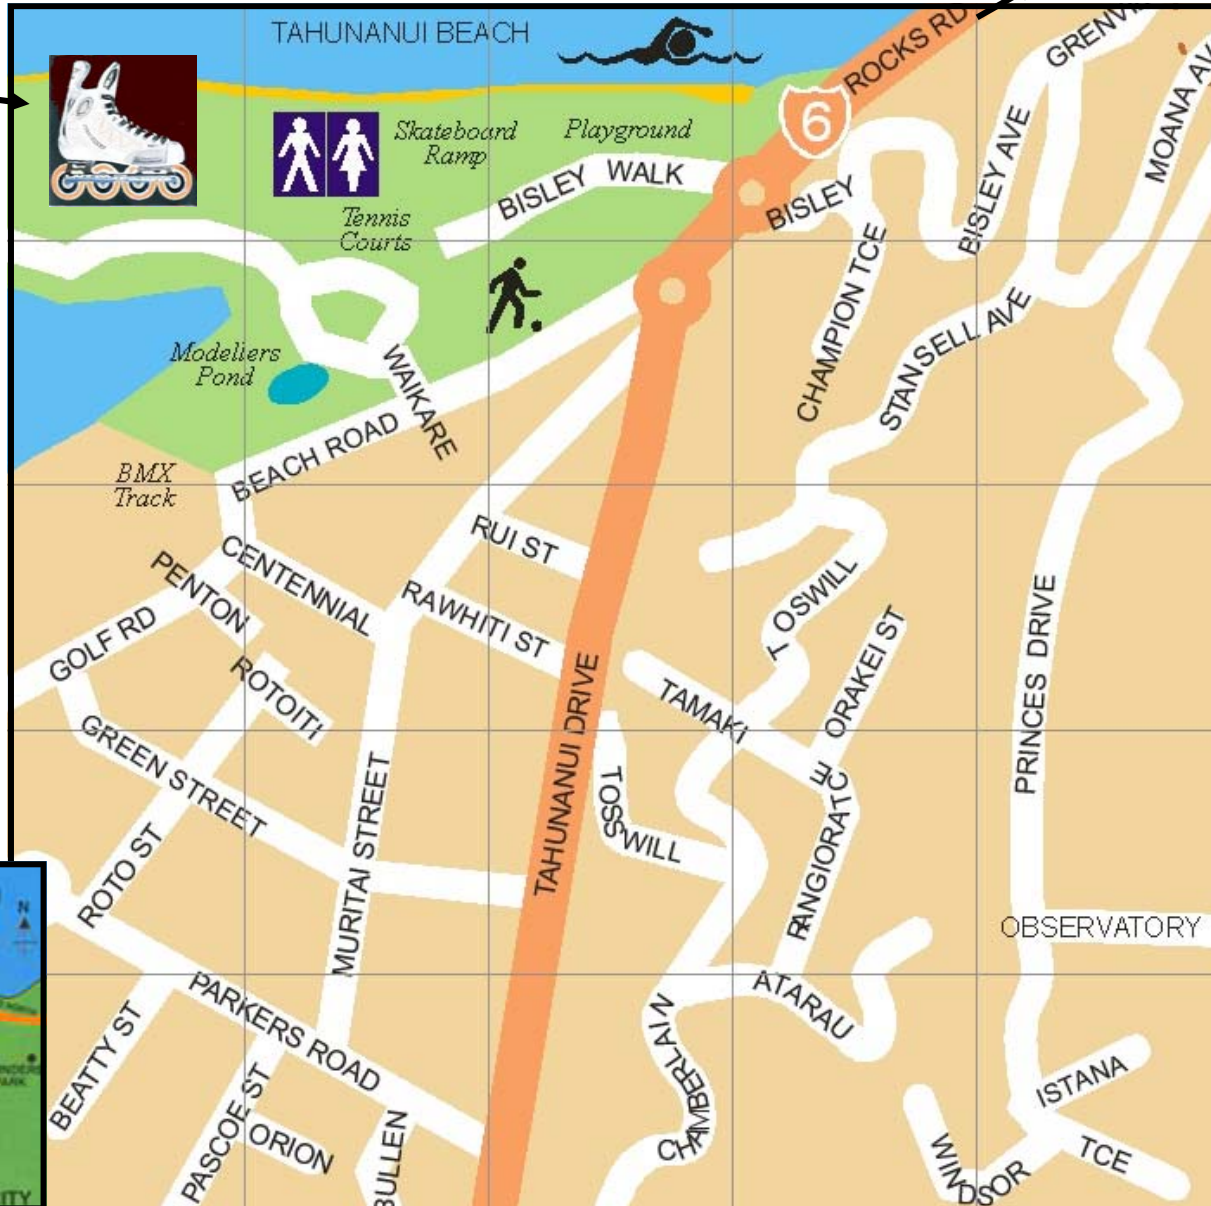 TAHUNANUI BEACH
ROCKS RD
6
Skateboard
Ramp
Playground
BISLEY WALK
BISLEY
BISLEY AVE
MOANA AV
Tennis
Courts
CHAMPION TCE
STANSELL AVE
Modellers
Pond
WAIKARE
BEACH ROAD
BMX
Track
RUI ST
CENTENNIAL
PENTON
RAWHITI ST
GOLF RD
ROTOITI
TOSWILL
ORAKEI ST
TAMAKI
PRINCES DRIVE
TAHUNANUI DRIVE
GREEN STREET
TOSSWILL
ROTO ST
MURITAI STREET
RANGIORA TCE
OBSERVATORY
N
PARKERS ROAD
ATARAU
BEATTY ST
PASCOE ST
CHAMBERLAIN
ISTANA
TCE
ORION
BULLEN
WINDSOR
PARK
ITY